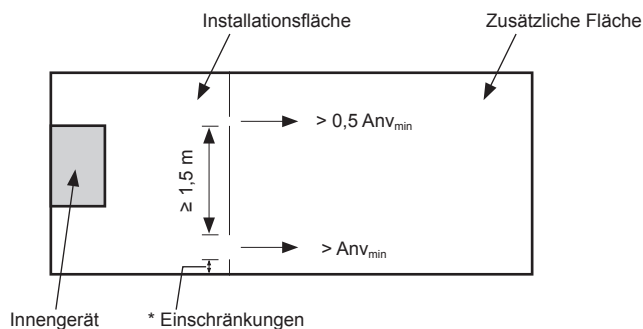 Installationsfläche
Zusätzliche Fläche
> 0,5 Anvmin
≥ 1,5 m
> Anvmin
Innengerät
* Einschränkungen